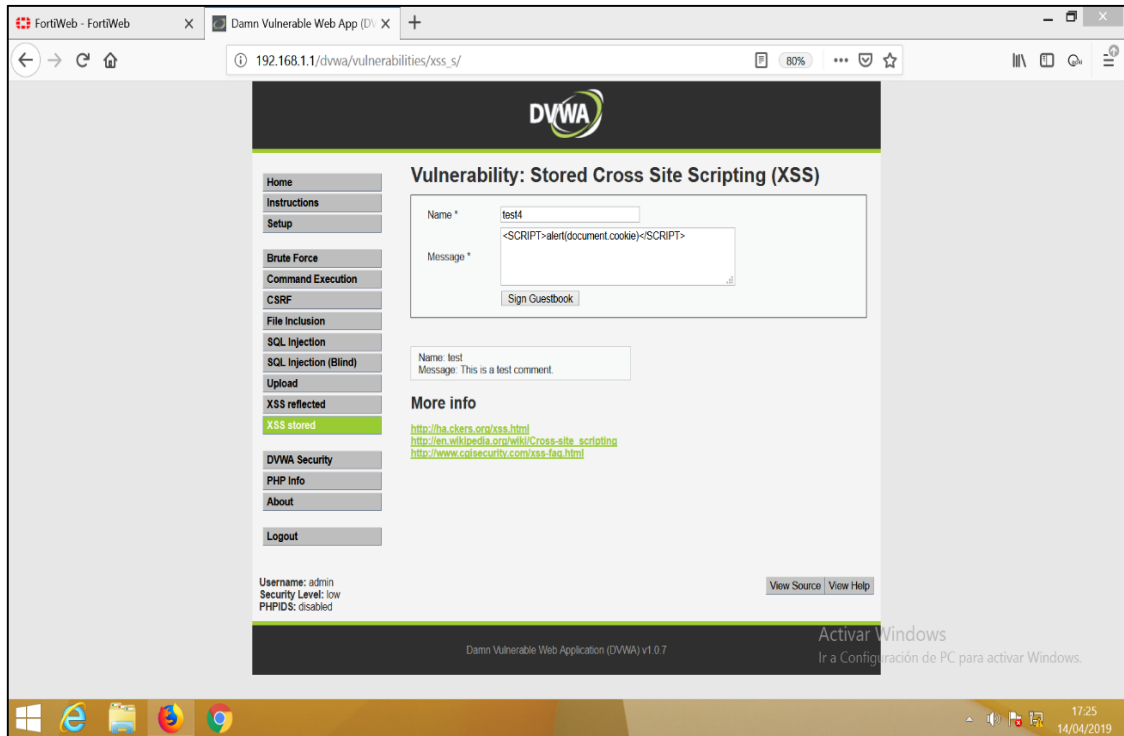 FortiWeb - FortiWeb
Damn Vulnerable Web App (DV
192.168.1.1/dvwa/vulnerabilities/xss_s/
80%
DVWA
Vulnerability: Stored Cross Site Scripting (XSS)
Home
Instructions
Setup
Brute Force
Command Execution
CSRF
File Inclusion
SQL Injection
SQL Injection (Blind)
Upload
XSS reflected
XSS stored
DVWA Security
PHP Info
About
Logout
Name *
test4
Message *
<SCRIPT>alert(document.cookie)</SCRIPT>
Sign Guestbook
Name: test
Message: This is a test comment.
More info
http://ha.ckers.org/xss.html
http://en.wikipedia.org/wiki/Cross-site_scripting
http://www.cgisecurity.com/xss-faq.html
Username: admin
Security Level: low
PHPIDS: disabled
View Source
View Help
Damn Vulnerable Web Application (DVWA) v1.0.7
Activar Windows
Ir a Configuración de PC para activar Windows.
17:25
14/04/2019